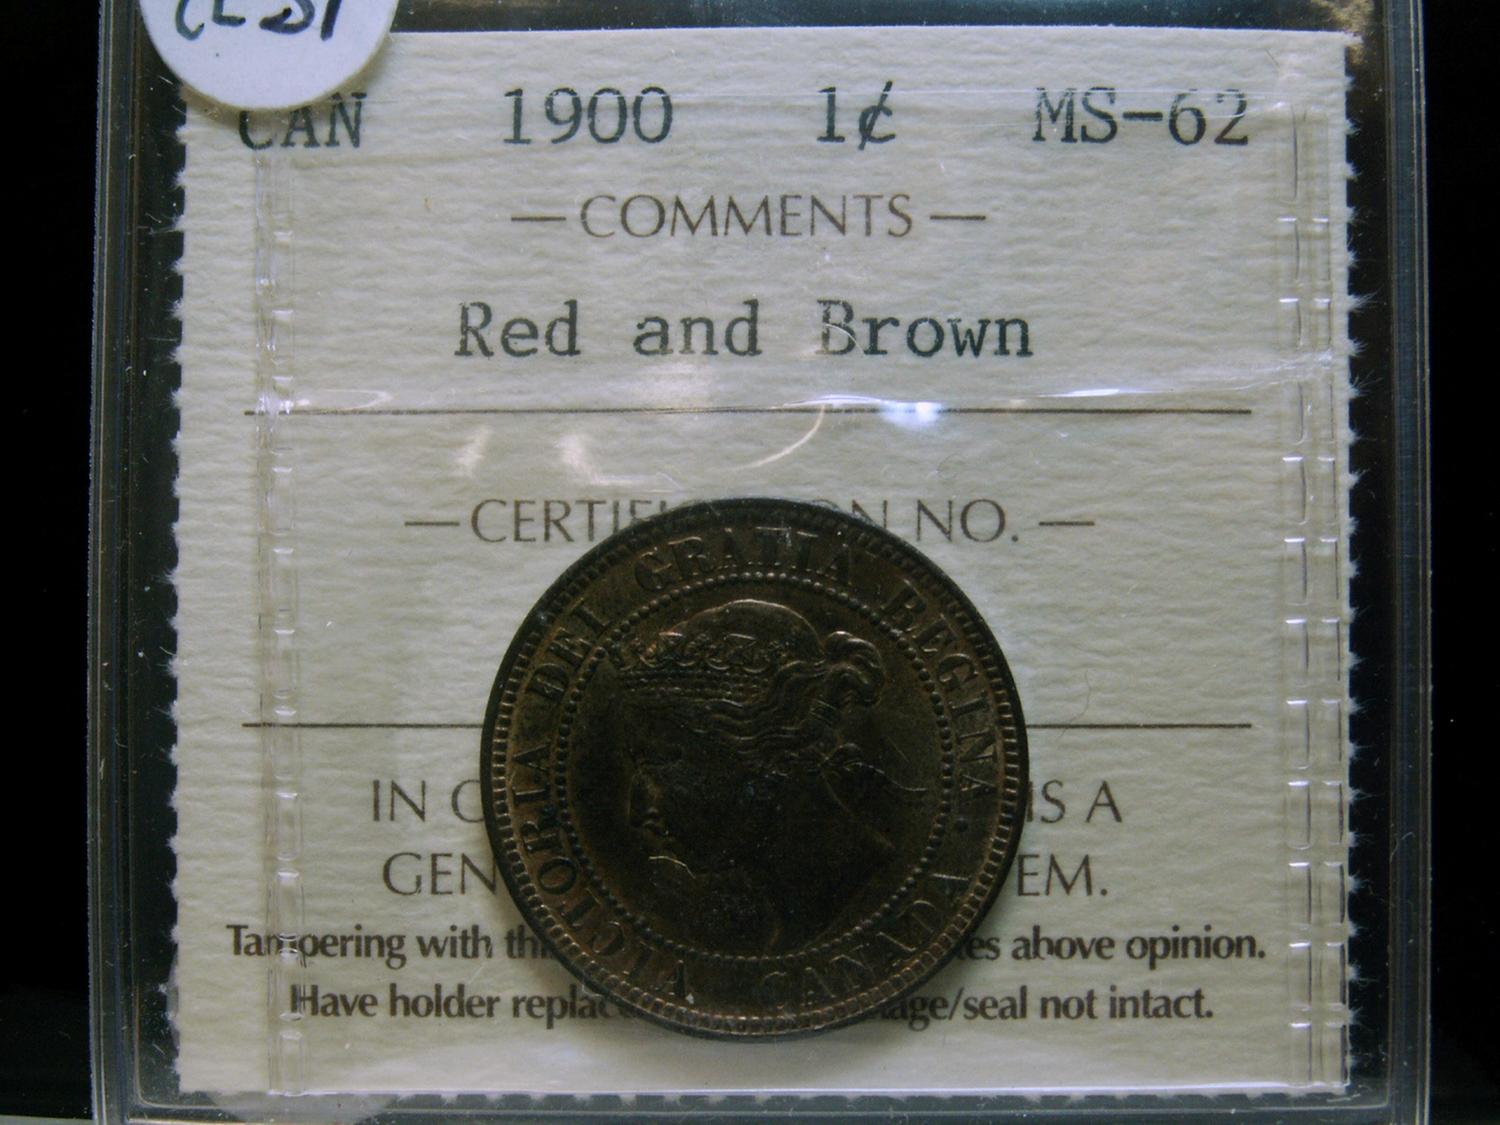 CAN 1900 1¢ MS-62
— COMMENTS —
Red and Brown
— CERTIFI ON NO. —
VICTORIA DEI GRATIA REGINA. CANADA
IN IS A
GEN EM.
Tampering with thi es above opinion.
Have holder replac age/seal not intact.